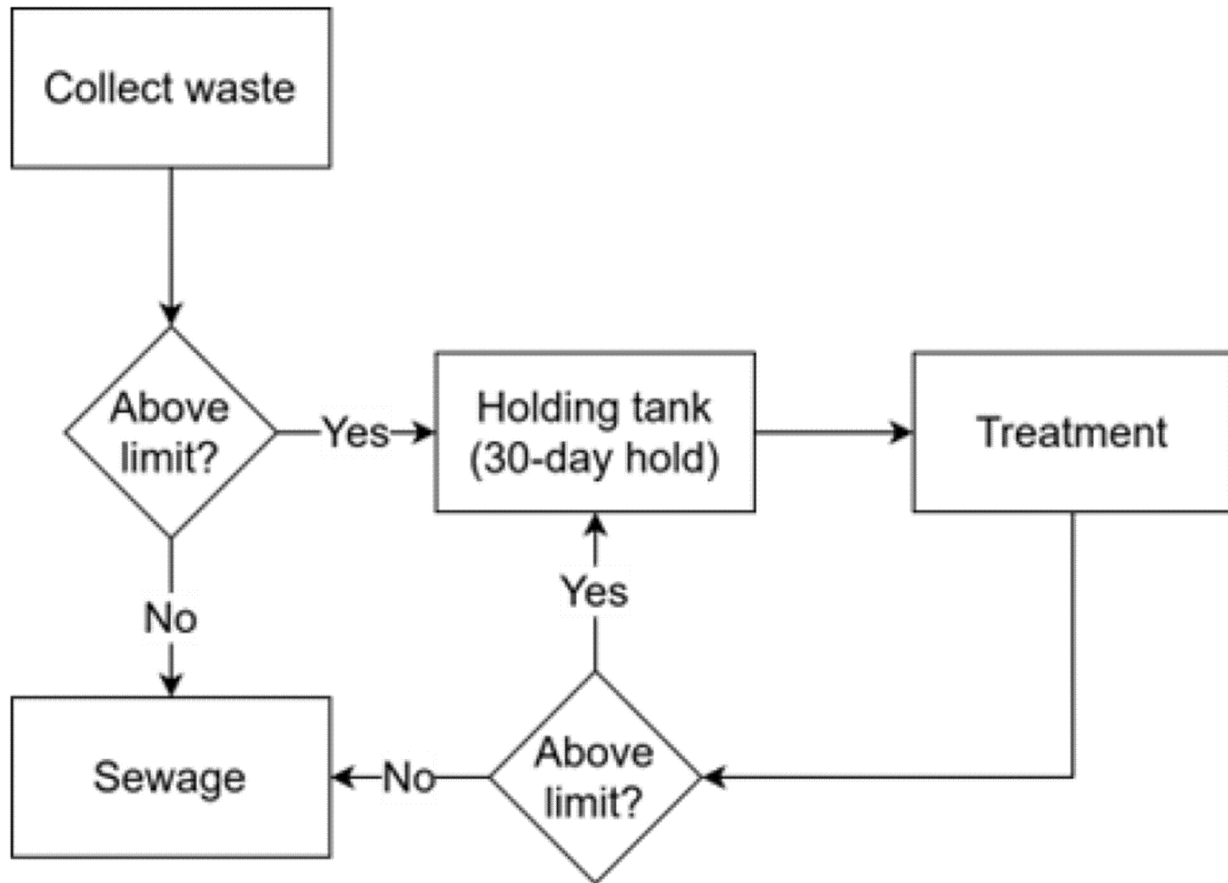 Collect waste
Above
limit?
Yes
Holding tank
(30-day hold)
Treatment
No
Yes
Sewage
No
Above
limit?